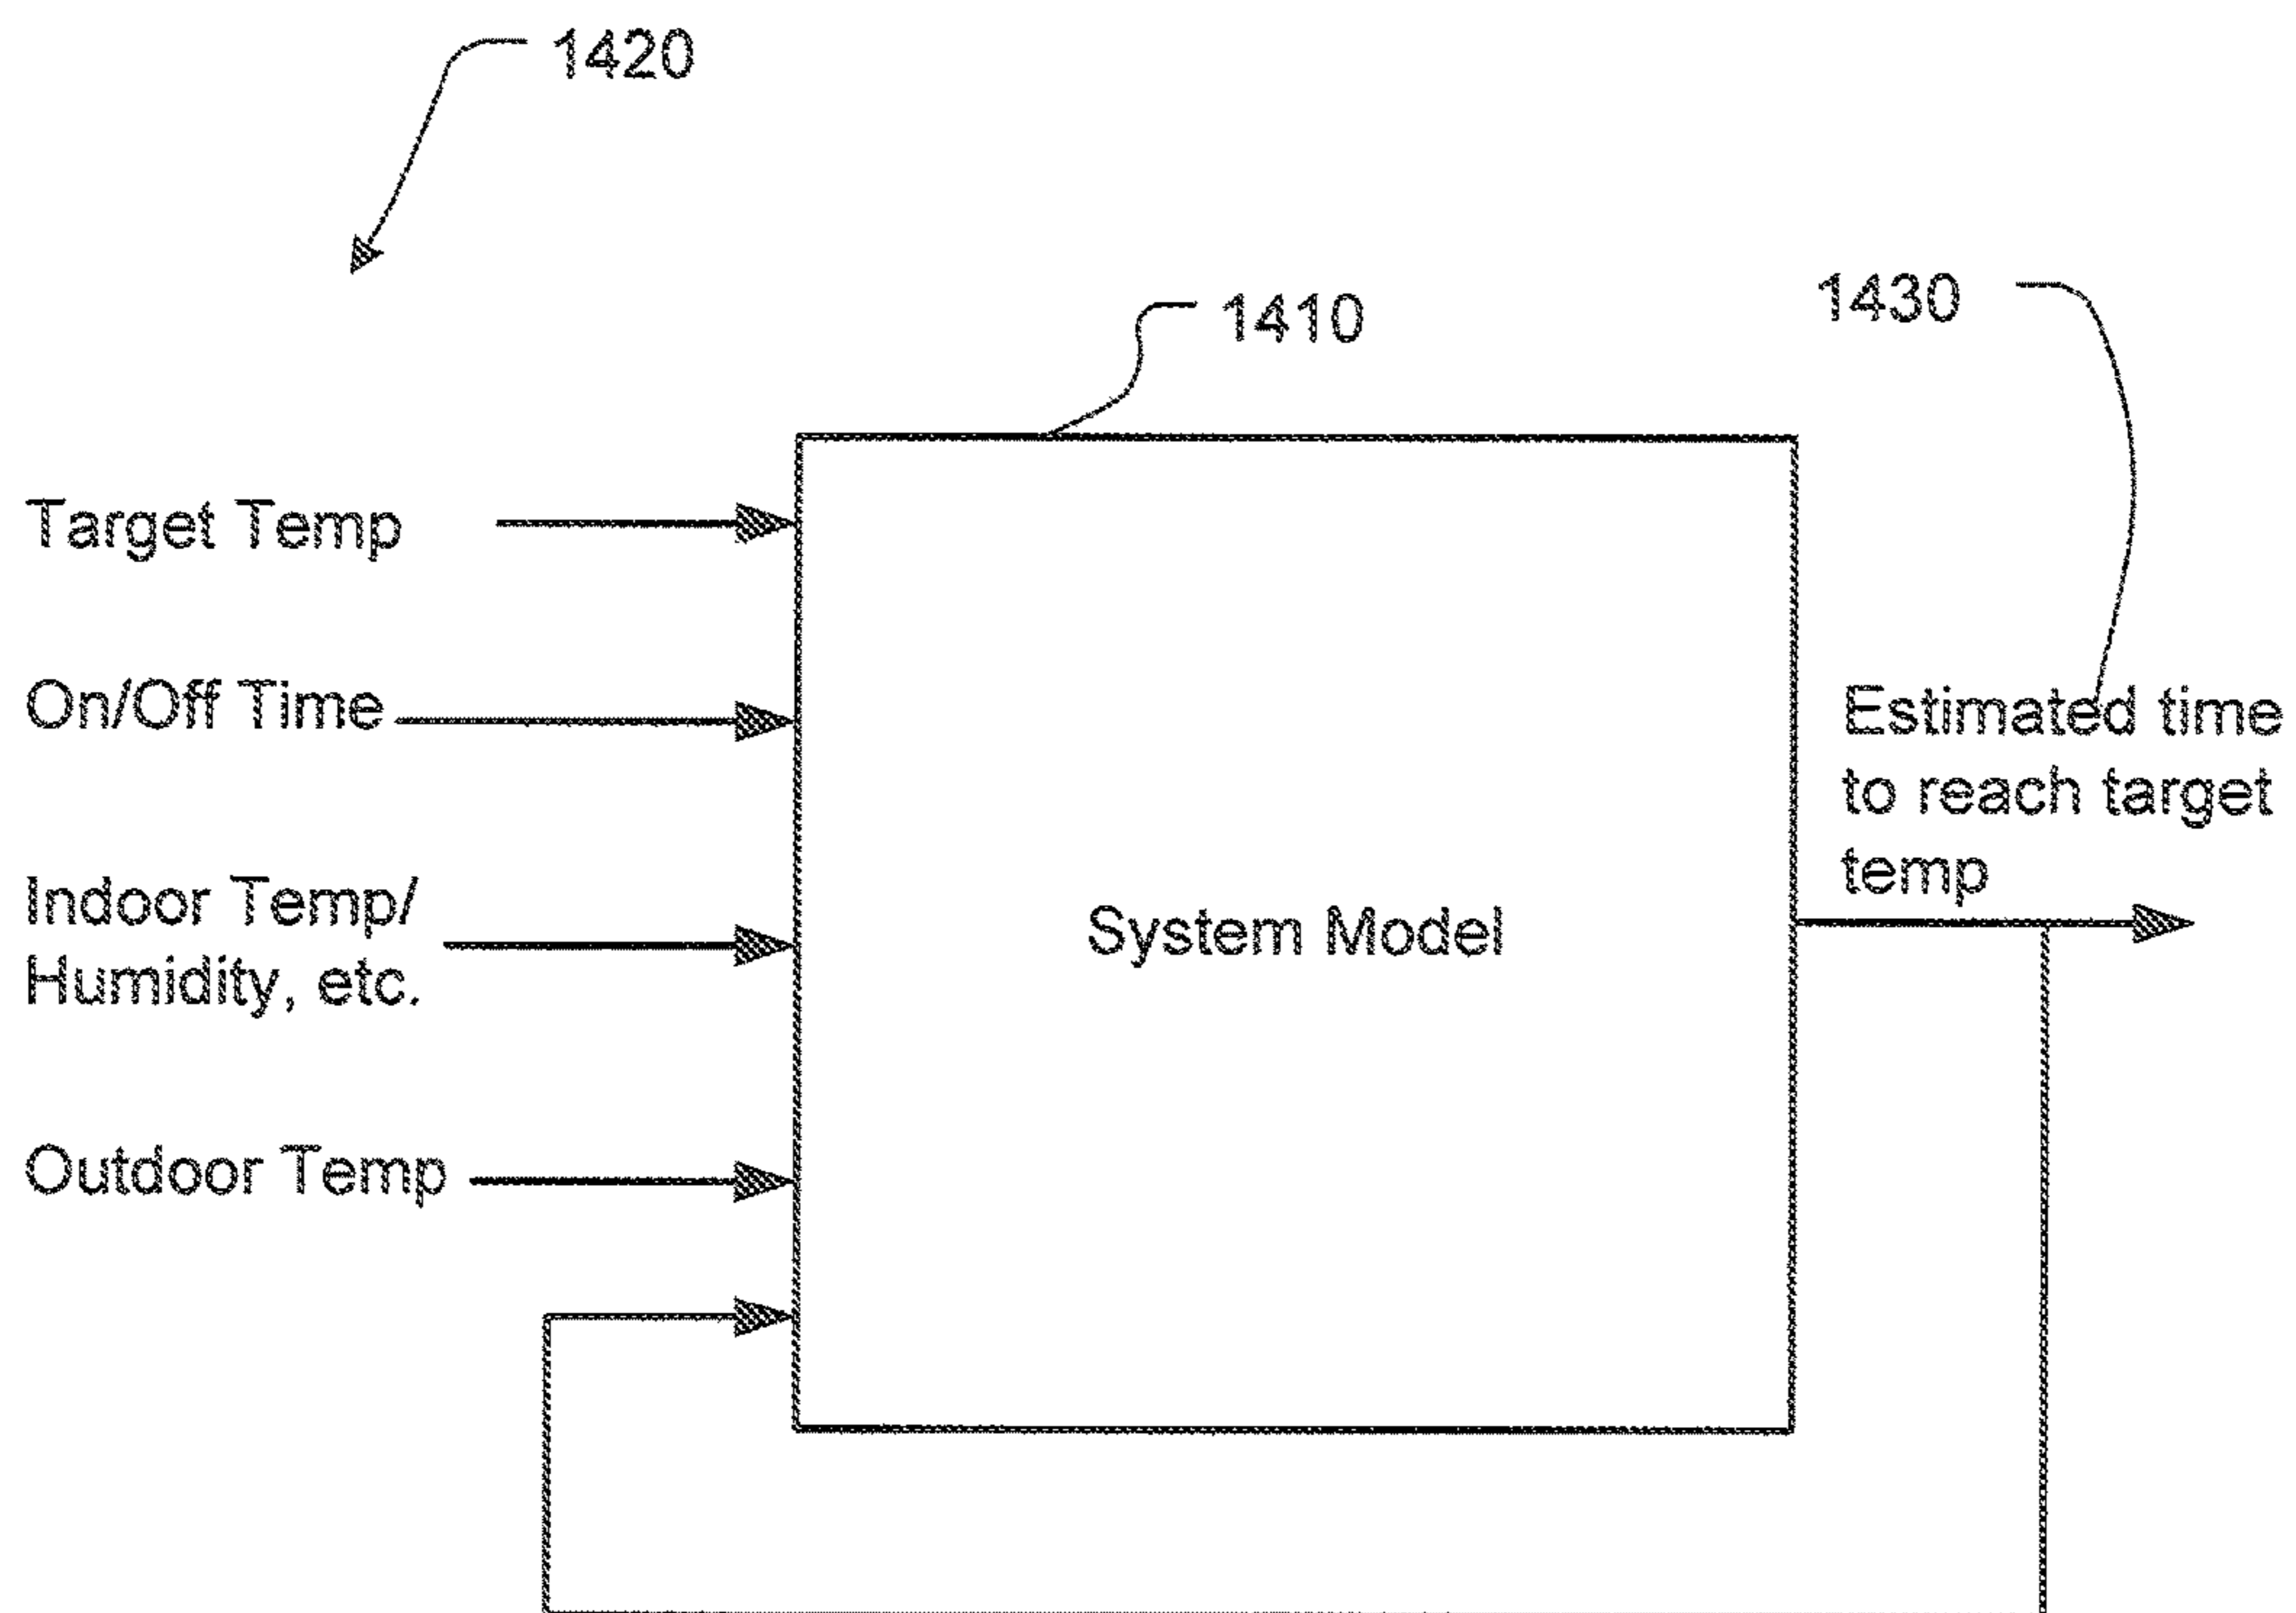 1420
1410
1430
Target Temp
On/Off Time
Indoor Temp/
Humidity, etc.
Outdoor Temp
System Model
Estimated time
to reach target
temp